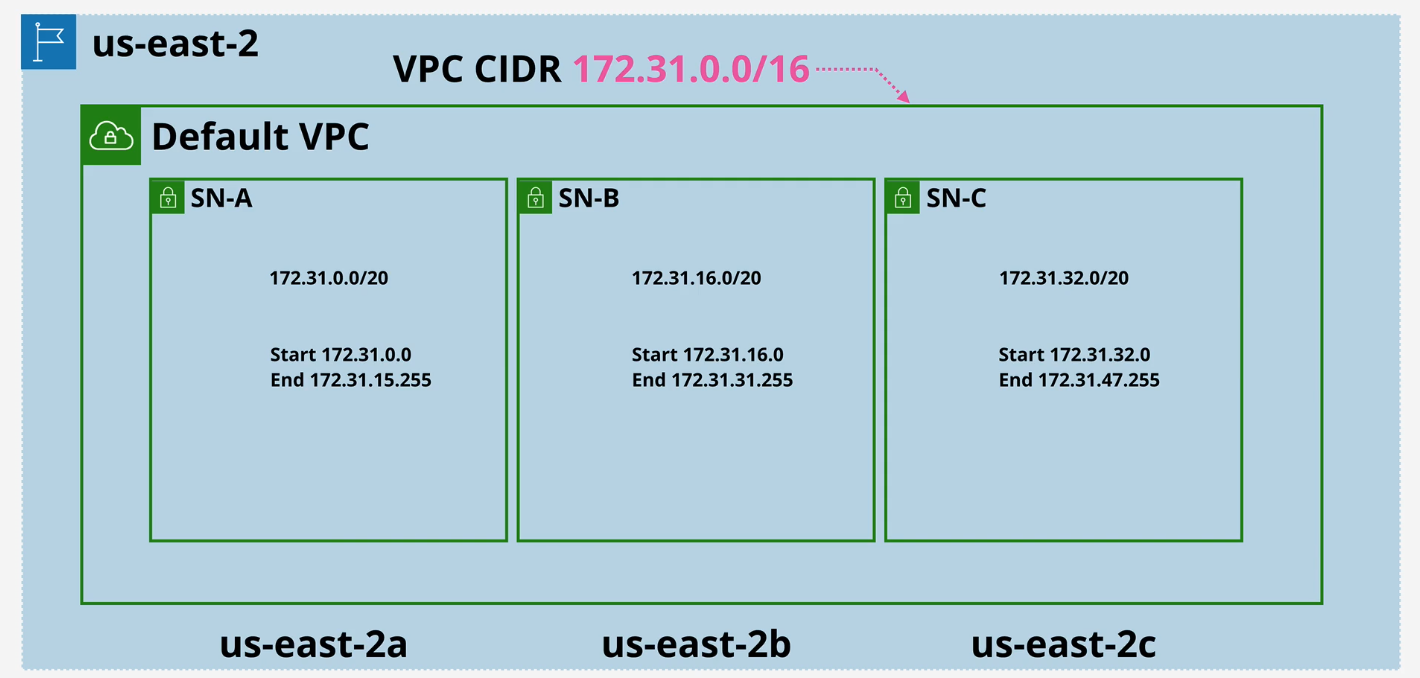 us-east-2
VPC CIDR 172.31.0.0/16
Default VPC
SN-A
172.31.0.0/20
Start 172.31.0.0
End 172.31.15.255
SN-B
172.31.16.0/20
Start 172.31.16.0
End 172.31.31.255
SN-C
172.31.32.0/20
Start 172.31.32.0
End 172.31.47.255
us-east-2a
us-east-2b
us-east-2c